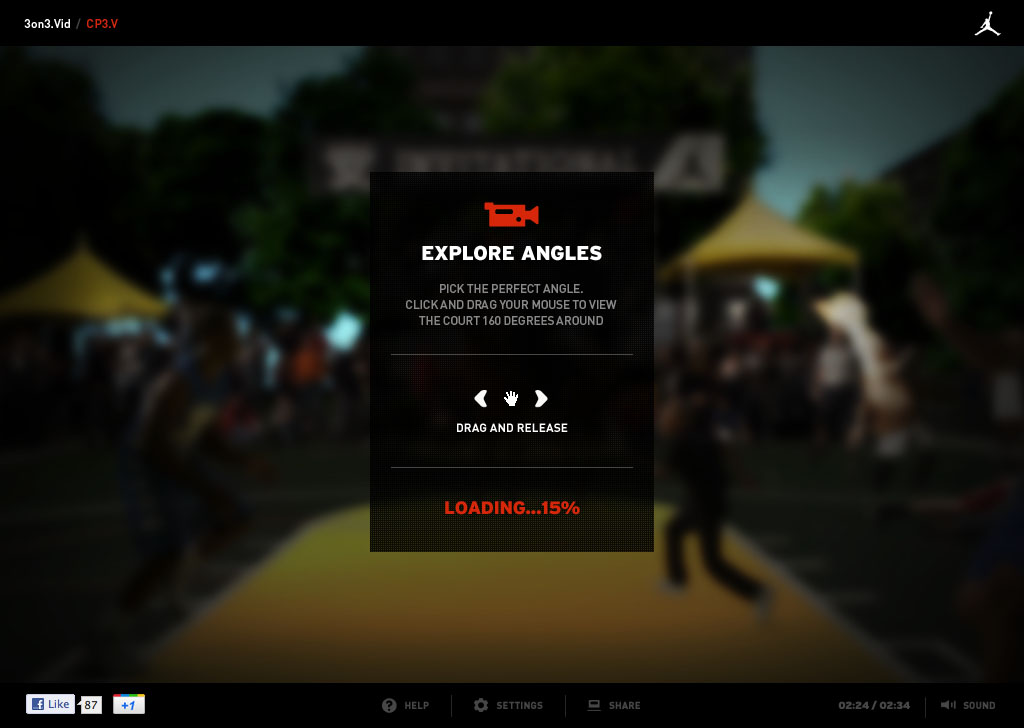 3on3.Vid / CP3.V
INVITATIONAL
EXPLORE ANGLES
PICK THE PERFECT ANGLE.
CLICK AND DRAG YOUR MOUSE TO VIEW
THE COURT 160 DEGREES AROUND
DRAG AND RELEASE
LOADING...15%
Like 87 +1 HELP SETTINGS SHARE 02:24 / 02:34 SOUND